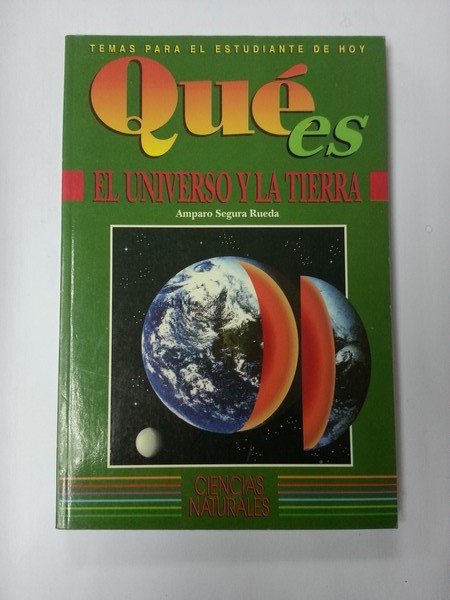 TEMAS PARA EL ESTUDIANTE DE HOY
Qué
es
EL UNIVERSO Y LA TIERRA
Amparo Segura Rueda
CIENCIAS
NATURALES